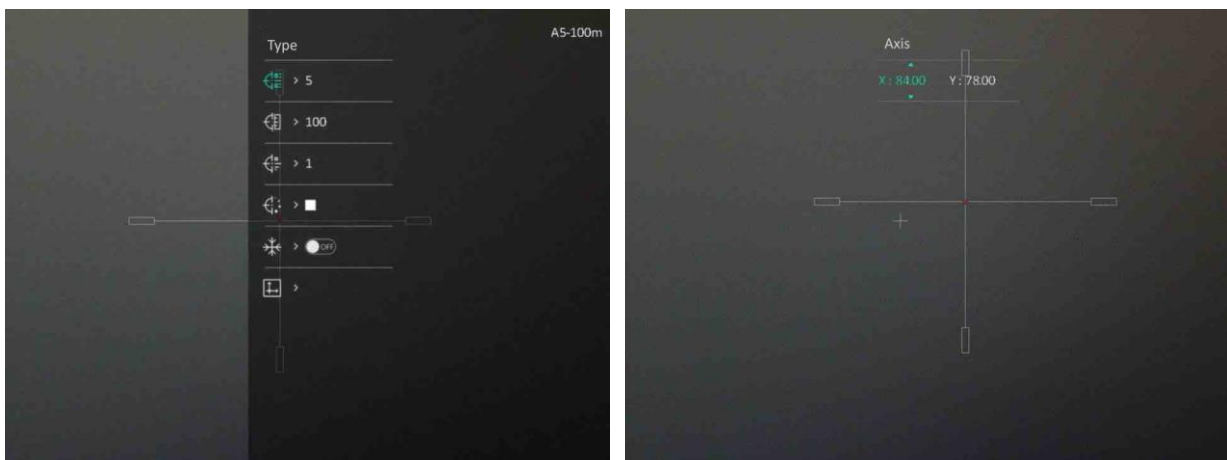 A5-100m
Type
> 5
> 100
> 1
>
> OFF
>
Axis
X : 84.00 Y : 78.00